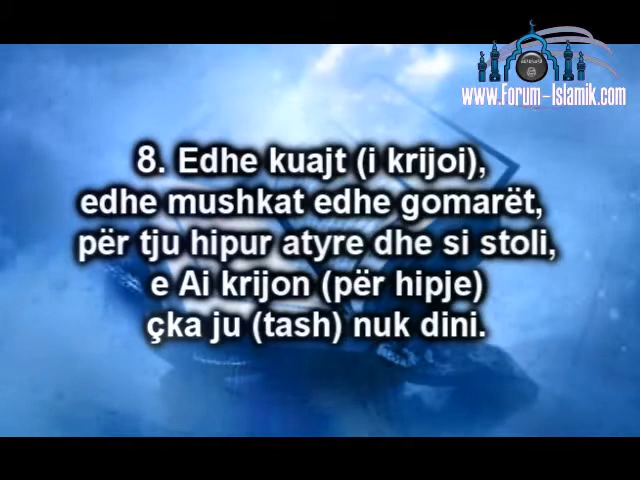 www.Forum-Islamik.com
8. Edhe kuajt (i krijoi),
edhe mushkat edhe gomarët,
për tju hipur atyre dhe si stoli,
e Ai krijon (për hipje)
çka ju (tash) nuk dini.